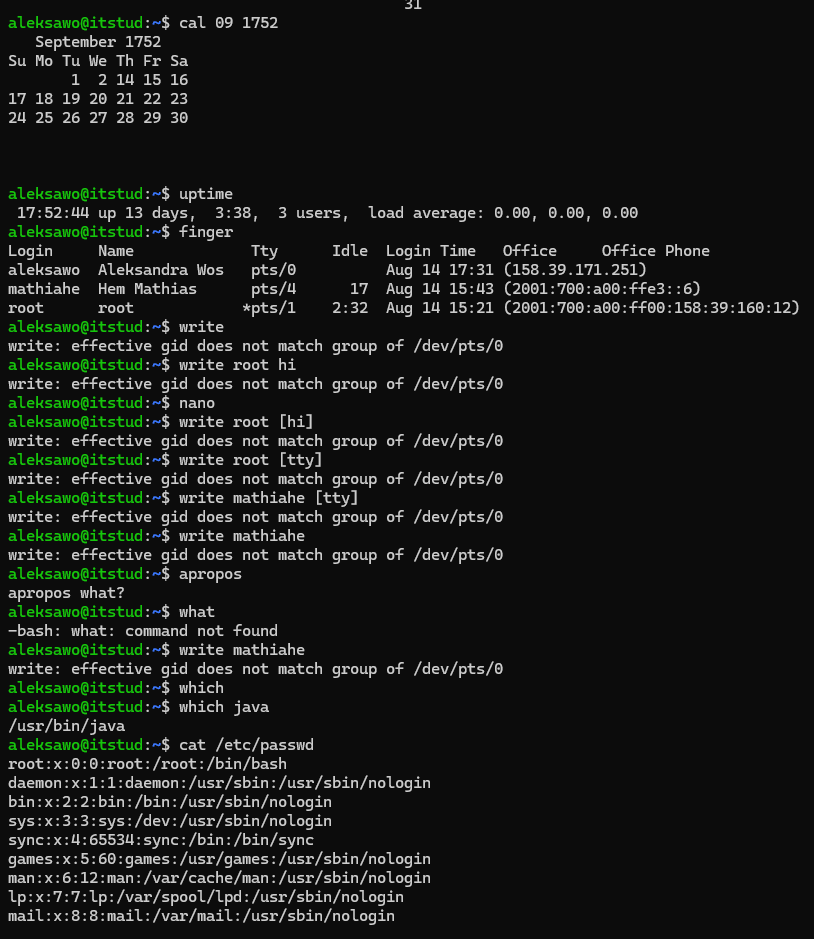 31
aleksawo@itstud:~$ cal 09 1752
   September 1752
Su Mo Tu We Th Fr Sa
       1  2 14 15 16
17 18 19 20 21 22 23
24 25 26 27 28 29 30
aleksawo@itstud:~$ uptime
 17:52:44 up 13 days,  3:38,  3 users,  load average: 0.00, 0.00, 0.00
aleksawo@itstud:~$ finger
Login     Name             Tty      Idle  Login Time   Office     Office Phone
aleksawo  Aleksandra Wos   pts/0          Aug 14 17:31 (158.39.171.251)
mathiahe  Hem Mathias      pts/4      17  Aug 14 15:43 (2001:700:a00:ffe3::6)
root      root            *pts/1    2:32  Aug 14 15:21 (2001:700:a00:ff00:158:39:160:12)
aleksawo@itstud:~$ write
write: effective gid does not match group of /dev/pts/0
aleksawo@itstud:~$ write root hi
write: effective gid does not match group of /dev/pts/0
aleksawo@itstud:~$ nano
aleksawo@itstud:~$ write root [hi]
write: effective gid does not match group of /dev/pts/0
aleksawo@itstud:~$ write root [tty]
write: effective gid does not match group of /dev/pts/0
aleksawo@itstud:~$ write mathiahe [tty]
write: effective gid does not match group of /dev/pts/0
aleksawo@itstud:~$ write mathiahe
write: effective gid does not match group of /dev/pts/0
aleksawo@itstud:~$ apropos
apropos what?
aleksawo@itstud:~$ what
-bash: what: command not found
aleksawo@itstud:~$ write mathiahe
write: effective gid does not match group of /dev/pts/0
aleksawo@itstud:~$ which
aleksawo@itstud:~$ which java
/usr/bin/java
aleksawo@itstud:~$ cat /etc/passwd
root:x:0:0:root:/root:/bin/bash
daemon:x:1:1:daemon:/usr/sbin:/usr/sbin/nologin
bin:x:2:2:bin:/bin:/usr/sbin/nologin
sys:x:3:3:sys:/dev:/usr/sbin/nologin
sync:x:4:65534:sync:/bin:/bin/sync
games:x:5:60:games:/usr/games:/usr/sbin/nologin
man:x:6:12:man:/var/cache/man:/usr/sbin/nologin
lp:x:7:7:lp:/var/spool/lpd:/usr/sbin/nologin
mail:x:8:8:mail:/var/mail:/usr/sbin/nologin